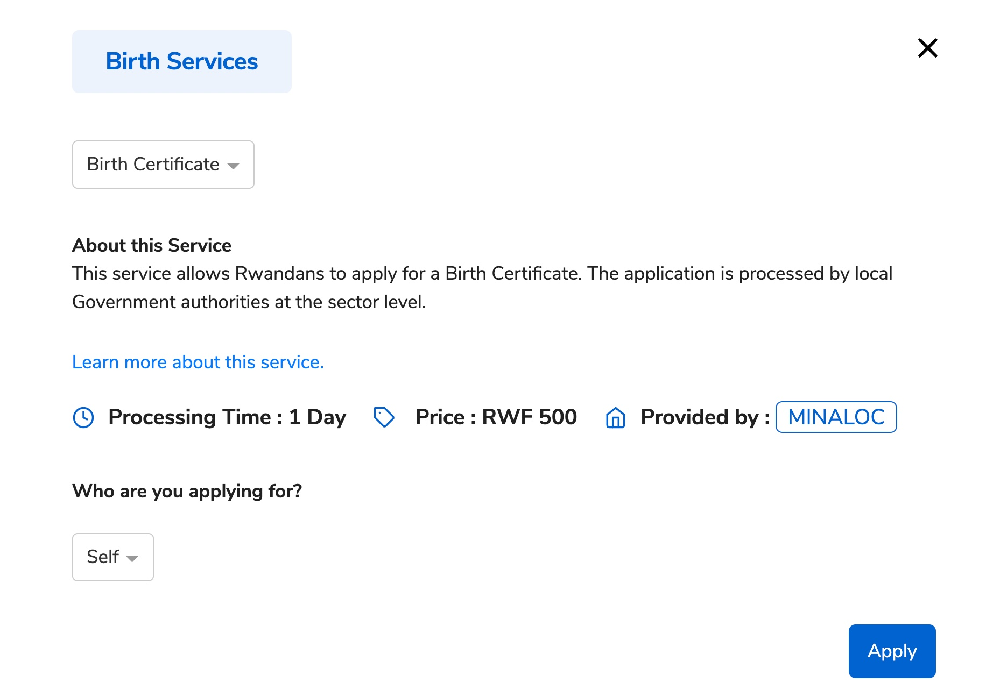 Birth Services
Birth Certificate
About this Service
This service allows Rwandans to apply for a Birth Certificate. The application is processed by local
Government authorities at the sector level.
Learn more about this service.
Processing Time : 1 Day Price : RWF 500 Provided by : MINALOC
Who are you applying for?
Self
Apply